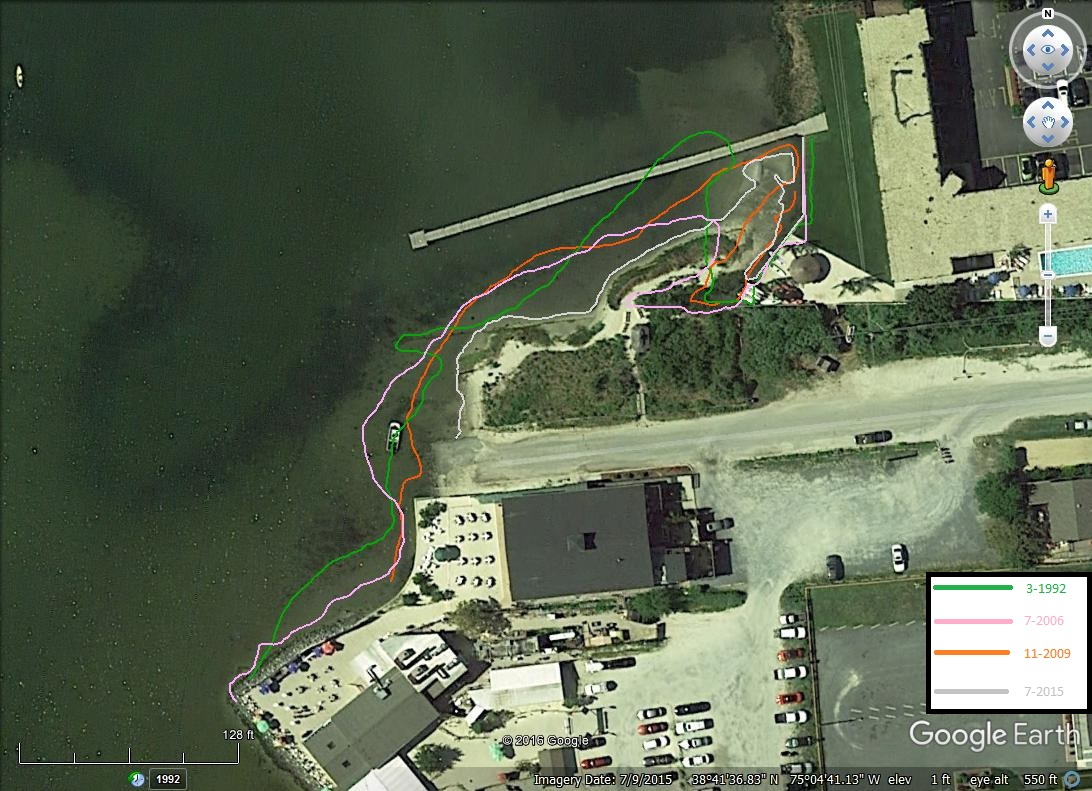 N
3-1992
7-2006
11-2009
7-2015
Google Earth
128 ft
© 2016 Google
1992
Imagery Date: 7/9/2015 38°41'36.83" N 75°04'41.13" W elev 1 ft eye alt 550 ft